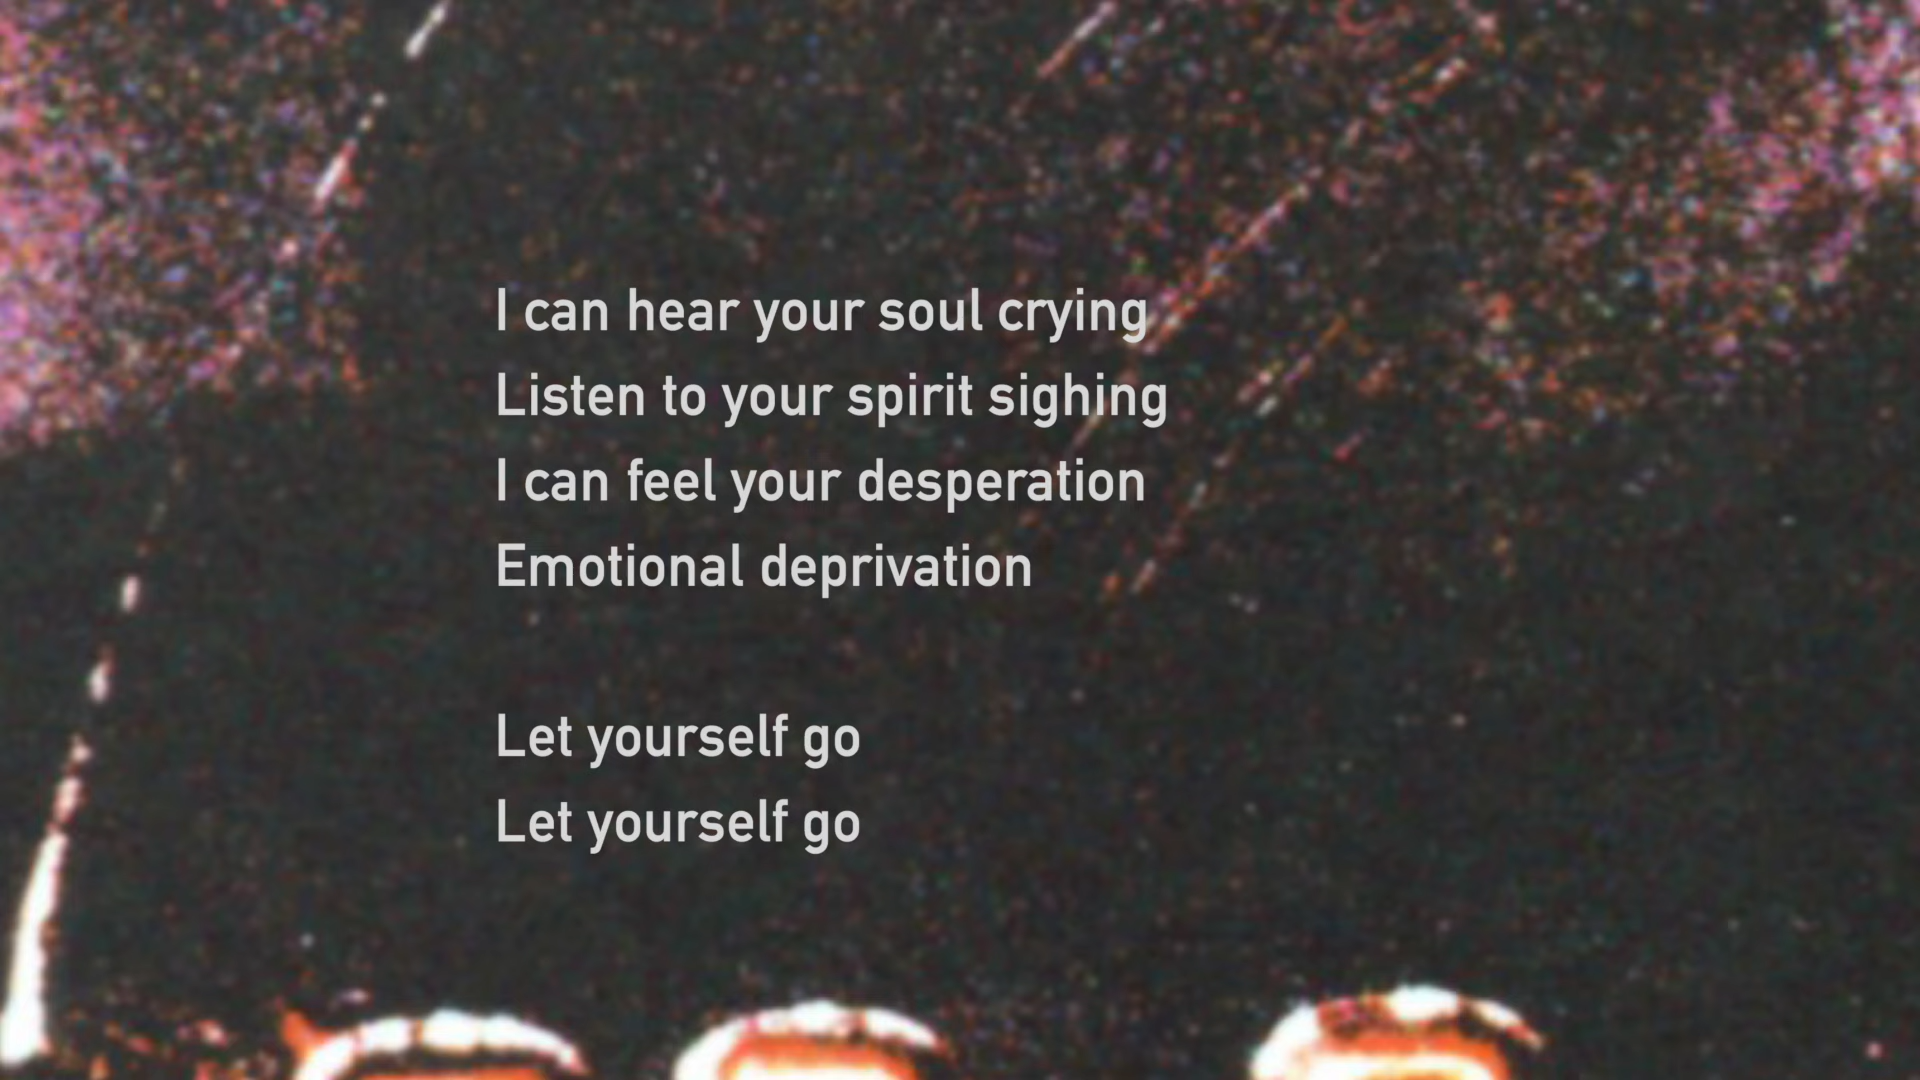 I can hear your soul crying
Listen to your spirit sighing
I can feel your desperation
Emotional deprivation
Let yourself go
Let yourself go